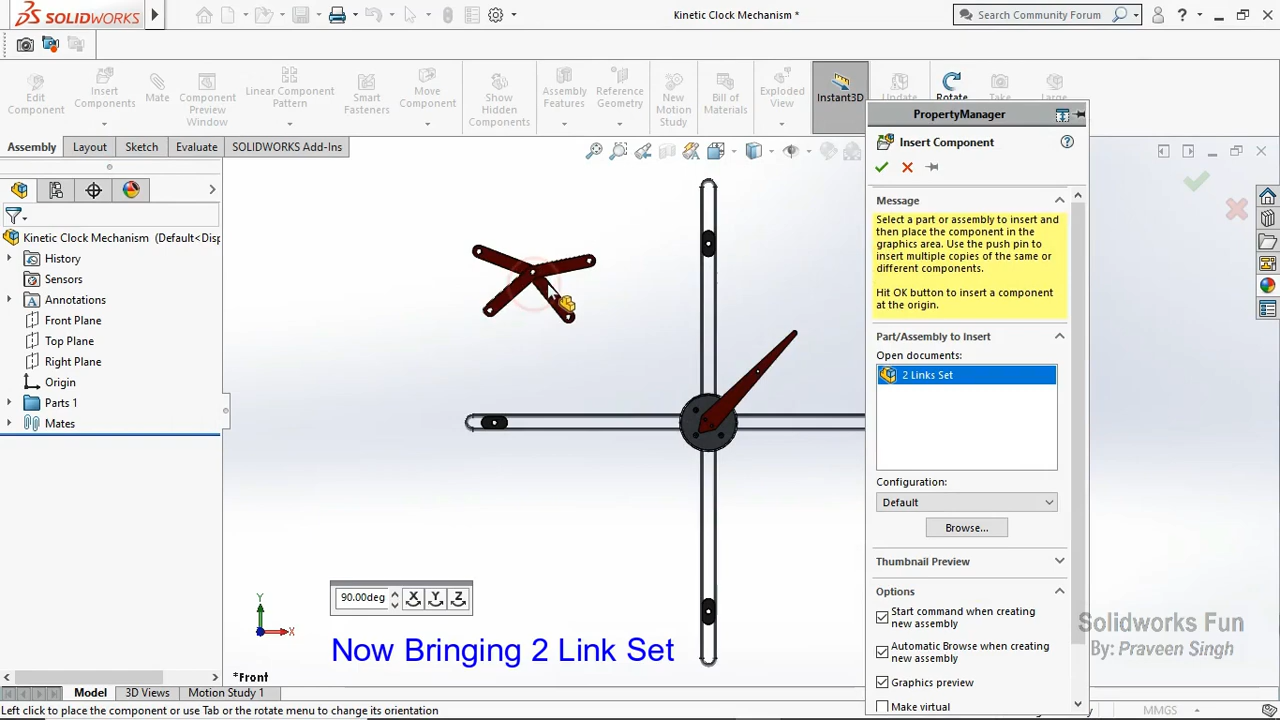 SOLIDWORKS
Kinetic Clock Mechanism *
Search Community Forum
?
Edit Component
Insert Components
Mate
Component Preview Window
Linear Component Pattern
Smart Fasteners
Move Component
Show Hidden Components
Assembly Features
Reference Geometry
New Motion Study
Bill of Materials
Exploded View
Instant3D
Update
Rotate
Take
Large
Assembly
Layout
Sketch
Evaluate
SOLIDWORKS Add-Ins
Kinetic Clock Mechanism (Default<Disp
History
Sensors
Annotations
Front Plane
Top Plane
Right Plane
Origin
Parts 1
Mates
PropertyManager
Insert Component
Message
Select a part or assembly to insert and
then place the component in the
graphics area. Use the push pin to
insert multiple copies of the same or
different components.
Hit OK button to insert a component
at the origin.
Part/Assembly to Insert
Open documents:
2 Links Set
Configuration:
Default
Browse...
Thumbnail Preview
Options
Start command when creating
new assembly
Automatic Browse when creating
new assembly
Graphics preview
Make virtual
90.00deg
X Y Z
Y
X
Now Bringing 2 Link Set
Solidworks Fun
By: Praveen Singh
*Front
Model
3D Views
Motion Study 1
Left click to place the component or use Tab or the rotate menu to change its orientation
MMGS